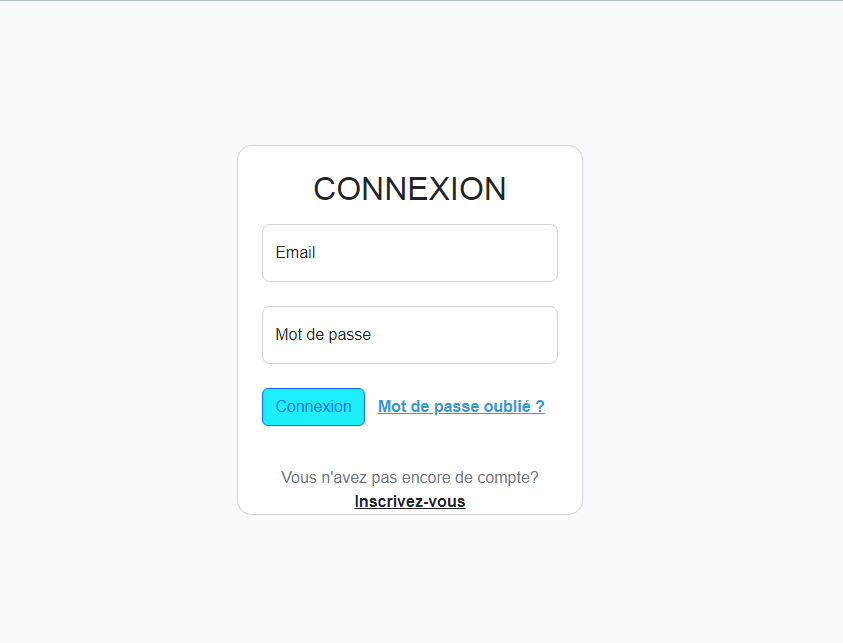 CONNEXION
Email
Mot de passe
Connexion Mot de passe oublié ?
Vous n'avez pas encore de compte?
Inscrivez-vous